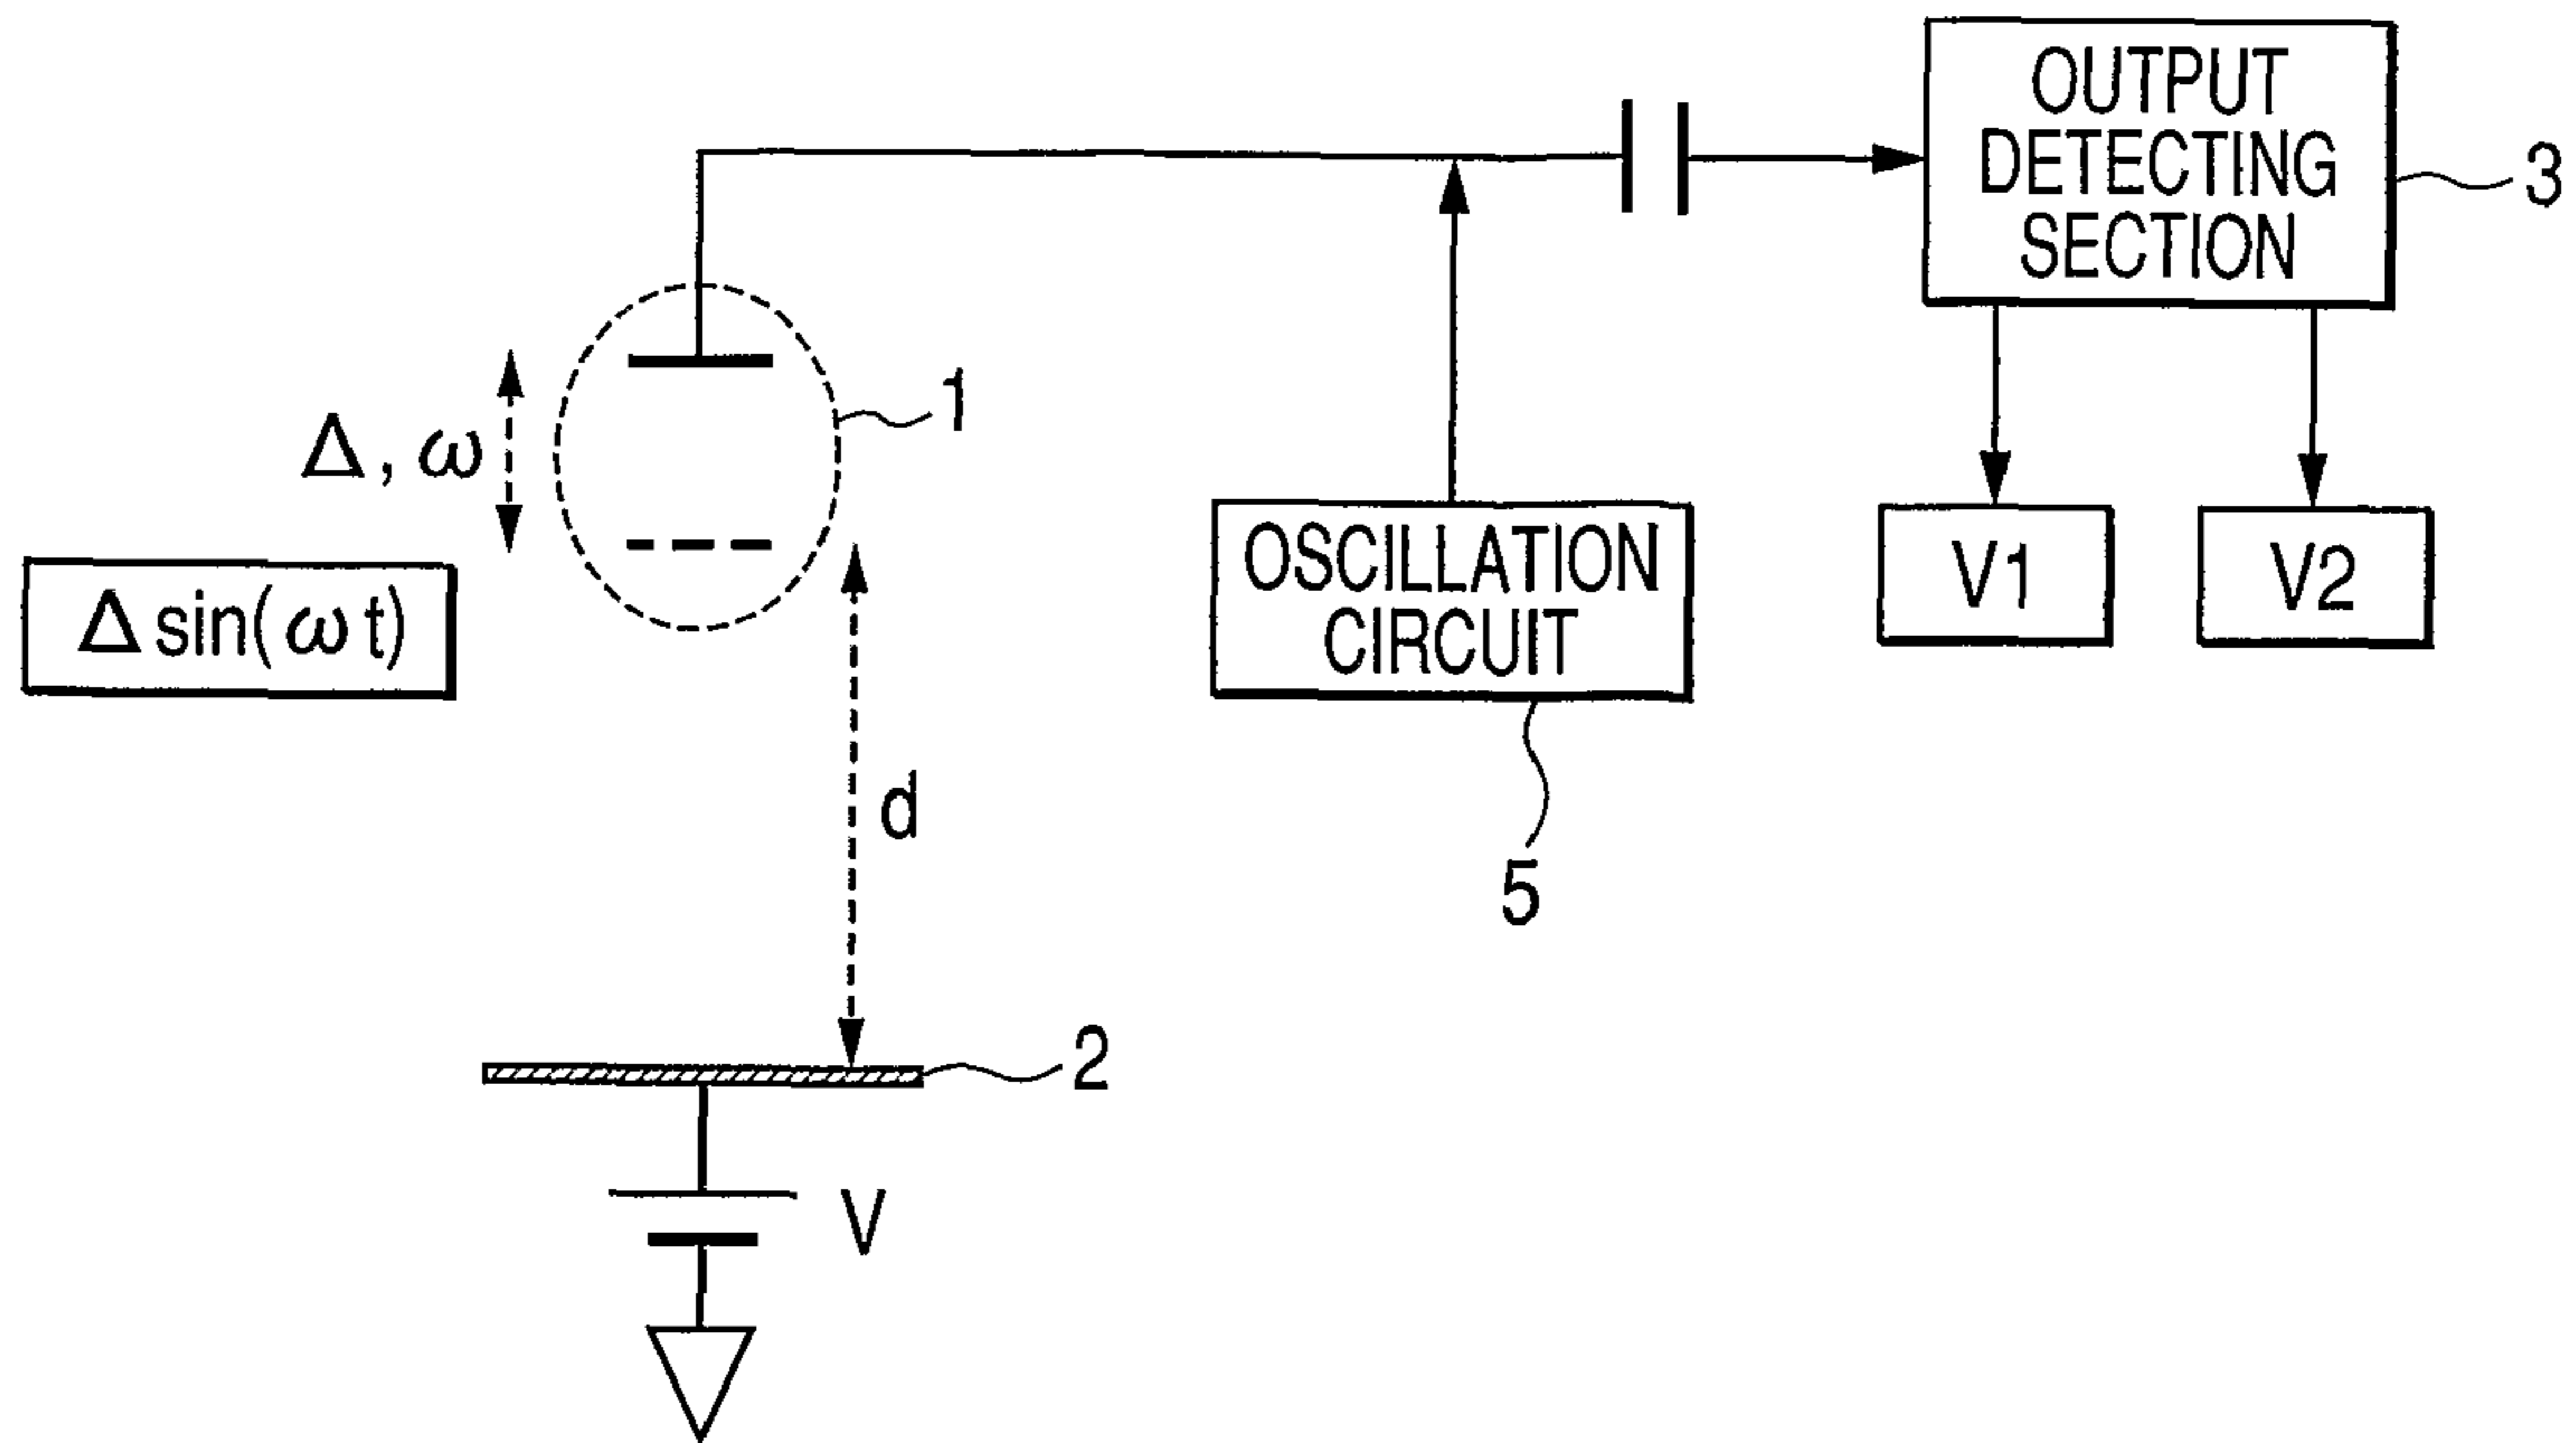 OUTPUT
DETECTING
SECTION
3
1
Δ, ω
Δ sin(ω t)
OSCILLATION
CIRCUIT
V1
V2
d
5
2
V